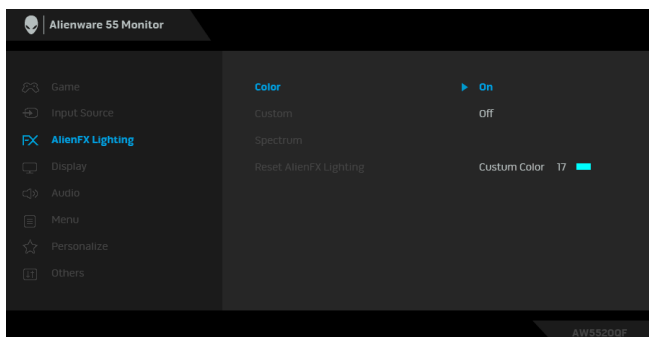 Alienware 55 Monitor
Game
Color
On
Input Source
Custom
Off
FX AlienFX Lighting
Spectrum
Display
Reset AlienFX Lighting
Custum Color 17
Audio
Menu
Personalize
Others
AW5520QF